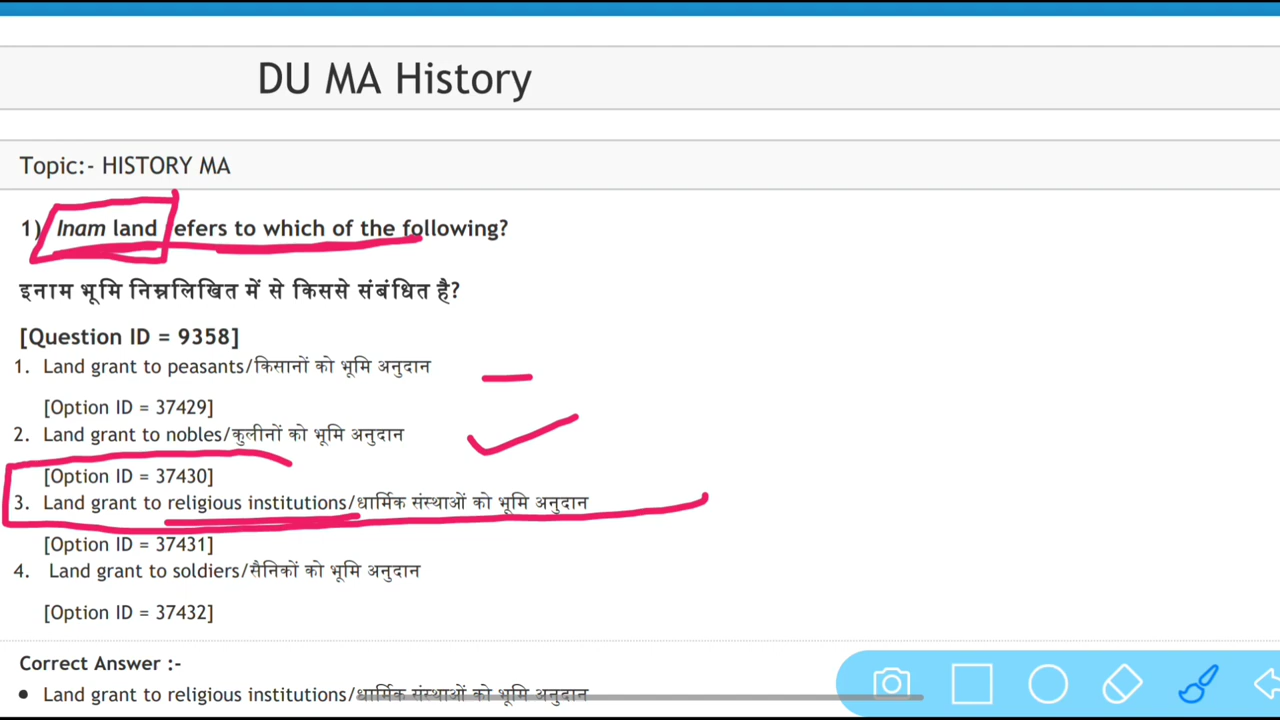 DU MA History
Topic:- HISTORY MA
1) Inam land refers to which of the following?
इनाम भूमि निम्नलिखित में से किससे संबंधित है?
[Question ID = 9358]
1. Land grant to peasants/किसानों को भूमि अनुदान
[Option ID = 37429]
2. Land grant to nobles/कुलीनों को भूमि अनुदान
[Option ID = 37430]
3. Land grant to religious institutions/धार्मिक संस्थाओं को भूमि अनुदान
[Option ID = 37431]
4. Land grant to soldiers/सैनिकों को भूमि अनुदान
[Option ID = 37432]
Correct Answer :-
• Land grant to religious institutions/धार्मिक संस्थाओं को भूमि अनुदान